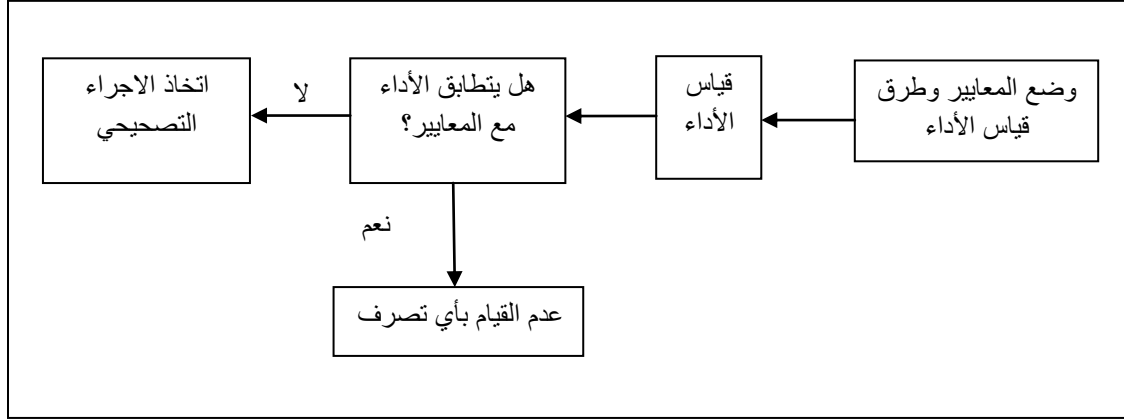 وضع المعايير وطرق
قياس الأداء
قياس
الأداء
هل يتطابق الأداء
مع المعايير؟
لا
اتخاذ الاجراء
التصحيحي
نعم
عدم القيام بأي تصرف